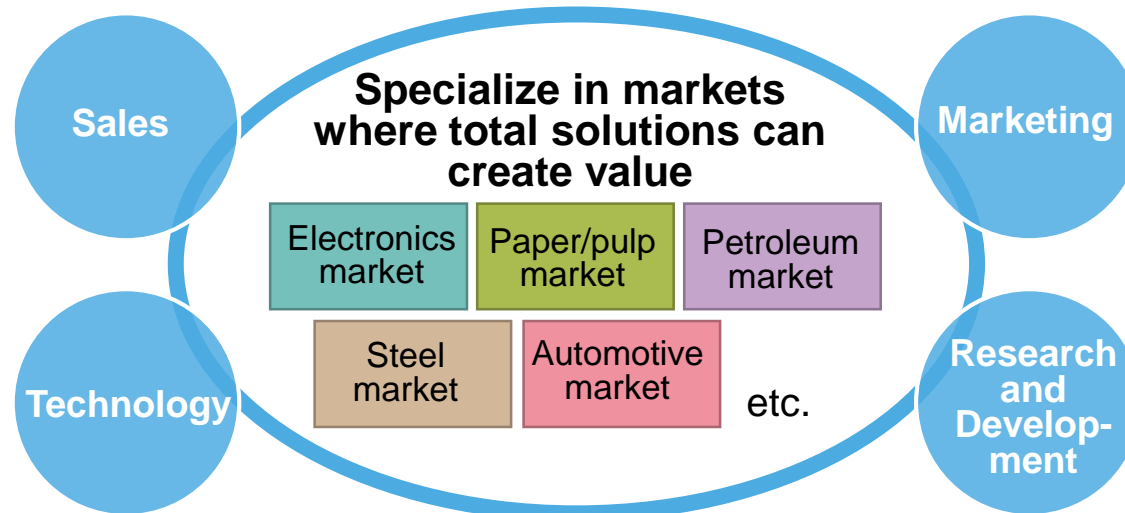 Sales
Specialize in markets
where total solutions can
create value
Marketing
Electronics
market
Paper/pulp
market
Petroleum
market
Steel
market
Automotive
market
etc.
Technology
Research
and
Develop-
ment